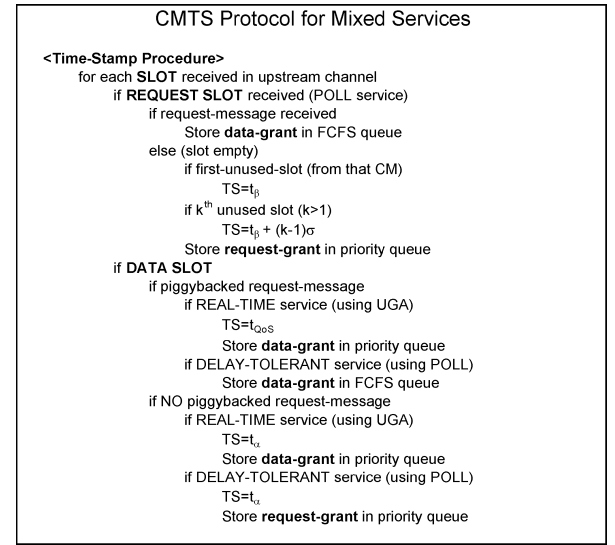 CMTS Protocol for Mixed Services
<Time-Stamp Procedure>
for each SLOT received in upstream channel
if REQUEST SLOT received (POLL service)
if request-message received
Store data-grant in FCFS queue
else (slot empty)
if first-unused-slot (from that CM)
TS=tβ
if kth unused slot (k>1)
TS=tβ + (k-1)σ
Store request-grant in priority queue
if DATA SLOT
if piggybacked request-message
if REAL-TIME service (using UGA)
TS=tQoS
Store data-grant in priority queue
if DELAY-TOLERANT service (using POLL)
Store data-grant in FCFS queue
if NO piggybacked request-message
if REAL-TIME service (using UGA)
TS=tα
Store data-grant in priority queue
if DELAY-TOLERANT service (using POLL)
TS=tα
Store request-grant in priority queue